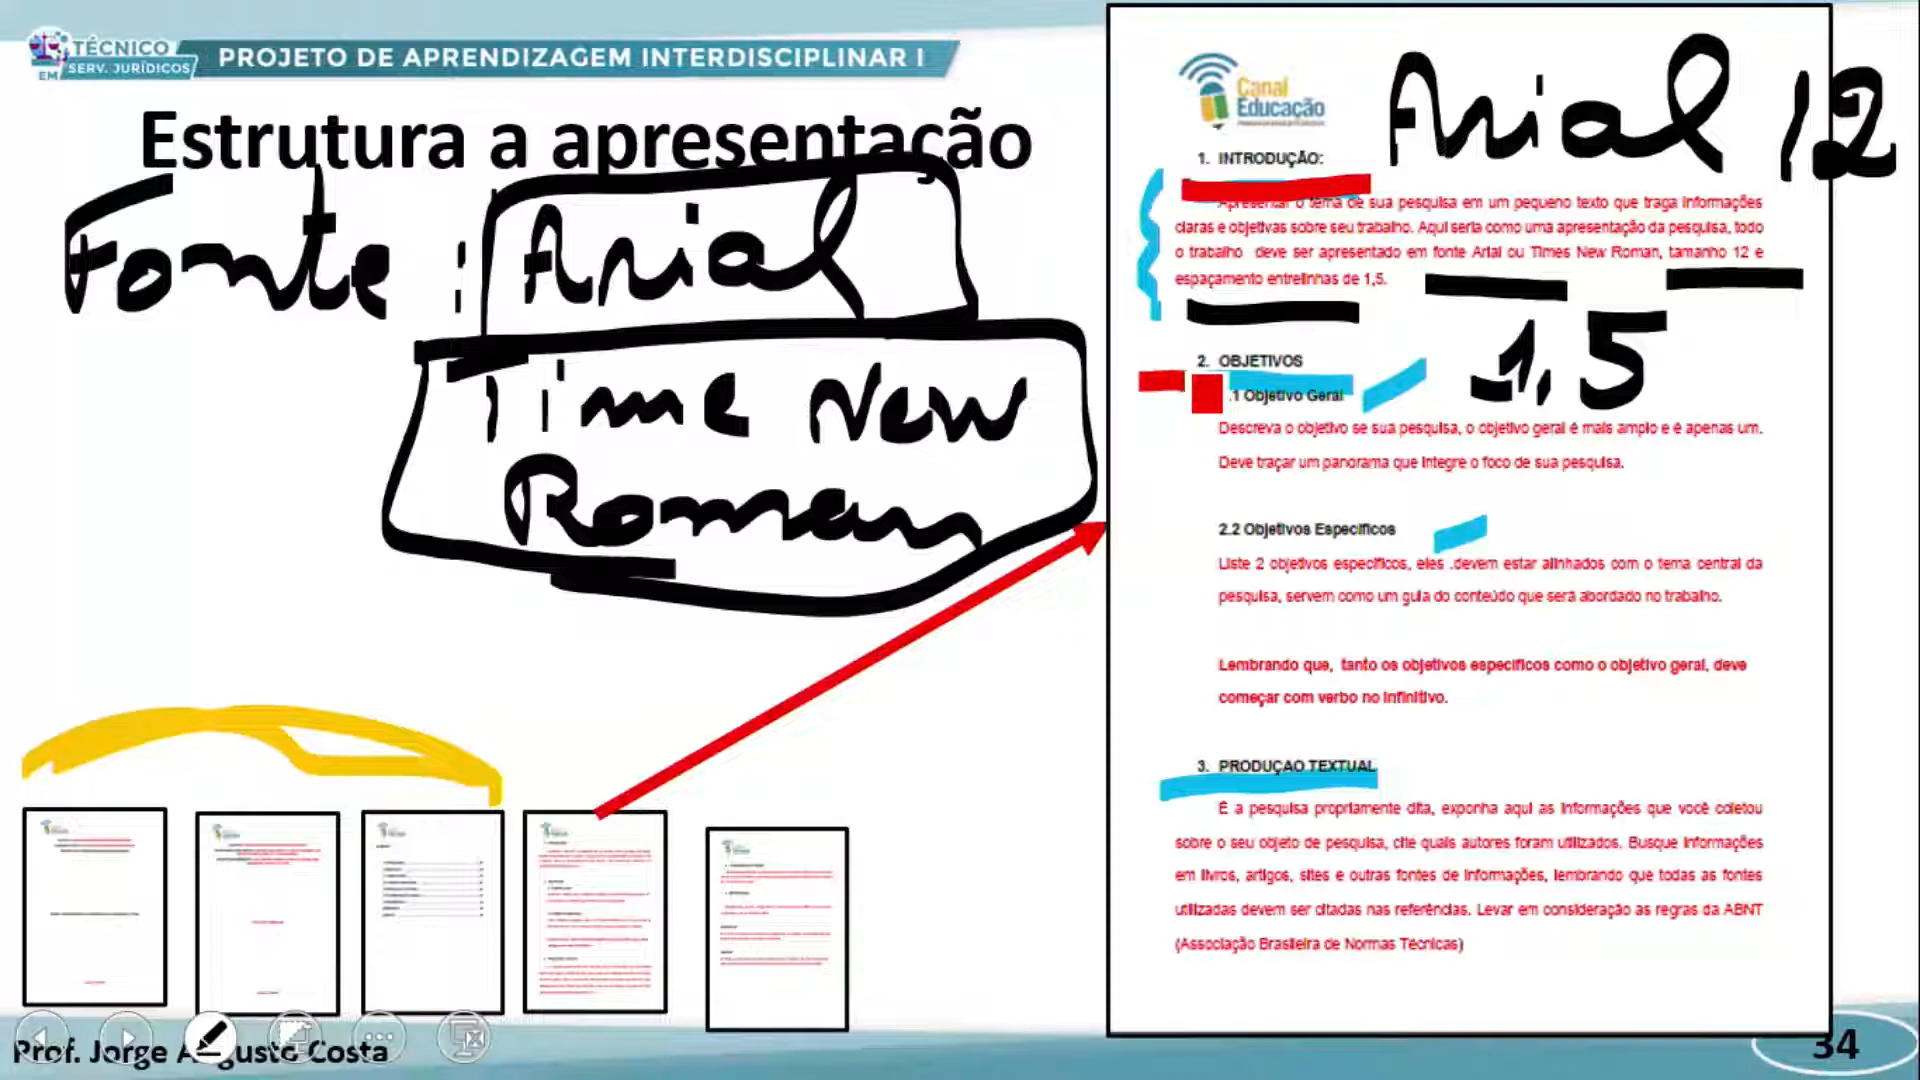 TÉCNICO
EM SERV. JURÍDICOS
PROJETO DE APRENDIZAGEM INTERDISCIPLINAR I
Estrutura a apresentação
Fonte : Arial
Time New
Roman
Canal
Educação
Arial 12
1. INTRODUÇÃO:
Apresentar o tema de sua pesquisa em um pequeno texto que traga informações
claras e objetivas sobre seu trabalho. Aqui seria como uma apresentação da pesquisa, todo
o trabalho deve ser apresentado em fonte Arial ou Times New Roman, tamanho 12 e
espaçamento entrelinhas de 1,5.
1,5
2. OBJETIVOS
.1 Objetivo Geral
Descreva o objetivo se sua pesquisa, o objetivo geral é mais amplo e é apenas um.
Deve traçar um panorama que integre o foco de sua pesquisa.
2.2 Objetivos Específicos
Liste 2 objetivos específicos, eles .devem estar alinhados com o tema central da
pesquisa, servem como um guia do conteúdo que será abordado no trabalho.
Lembrando que, tanto os objetivos específicos como o objetivo geral, deve
começar com verbo no infinitivo.
3. PRODUÇAO TEXTUAL
É a pesquisa propriamente dita, exponha aqui as informações que você coletou
sobre o seu objeto de pesquisa, cite quais autores foram utilizados. Busque informações
em livros, artigos, sites e outras fontes de informações, lembrando que todas as fontes
utilizadas devem ser citadas nas referências. Levar em consideração as regras da ABNT
(Associação Brasileira de Normas Técnicas)
Prof. Jorge Augusto Costa
34